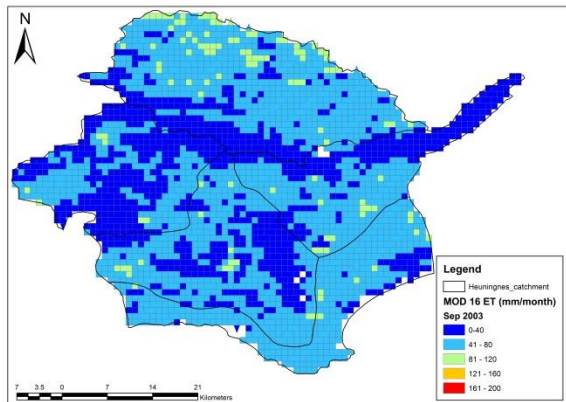 N
Legend
Heuningnes_catchment
MOD 16 ET (mm/month)
Sep 2003
0-40
41 - 80
81 - 120
121 - 160
161 - 200
7 3.5 0 7 14 21
Kilometers